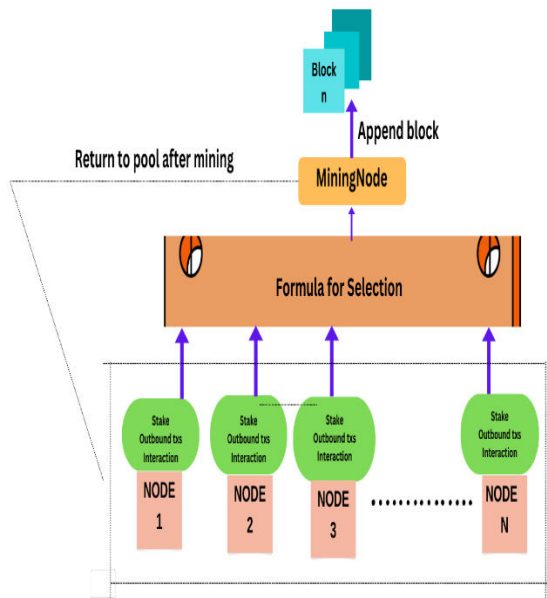 Block
n
Append block
Return to pool after mining
MiningNode
Formula for Selection
Stake
Outbound txs
Interaction
Stake
Outbound txs
Interaction
Stake
Outbound txs
Interaction
Stake
Outbound txs
Interaction
NODE
1
NODE
2
NODE
3
NODE
N